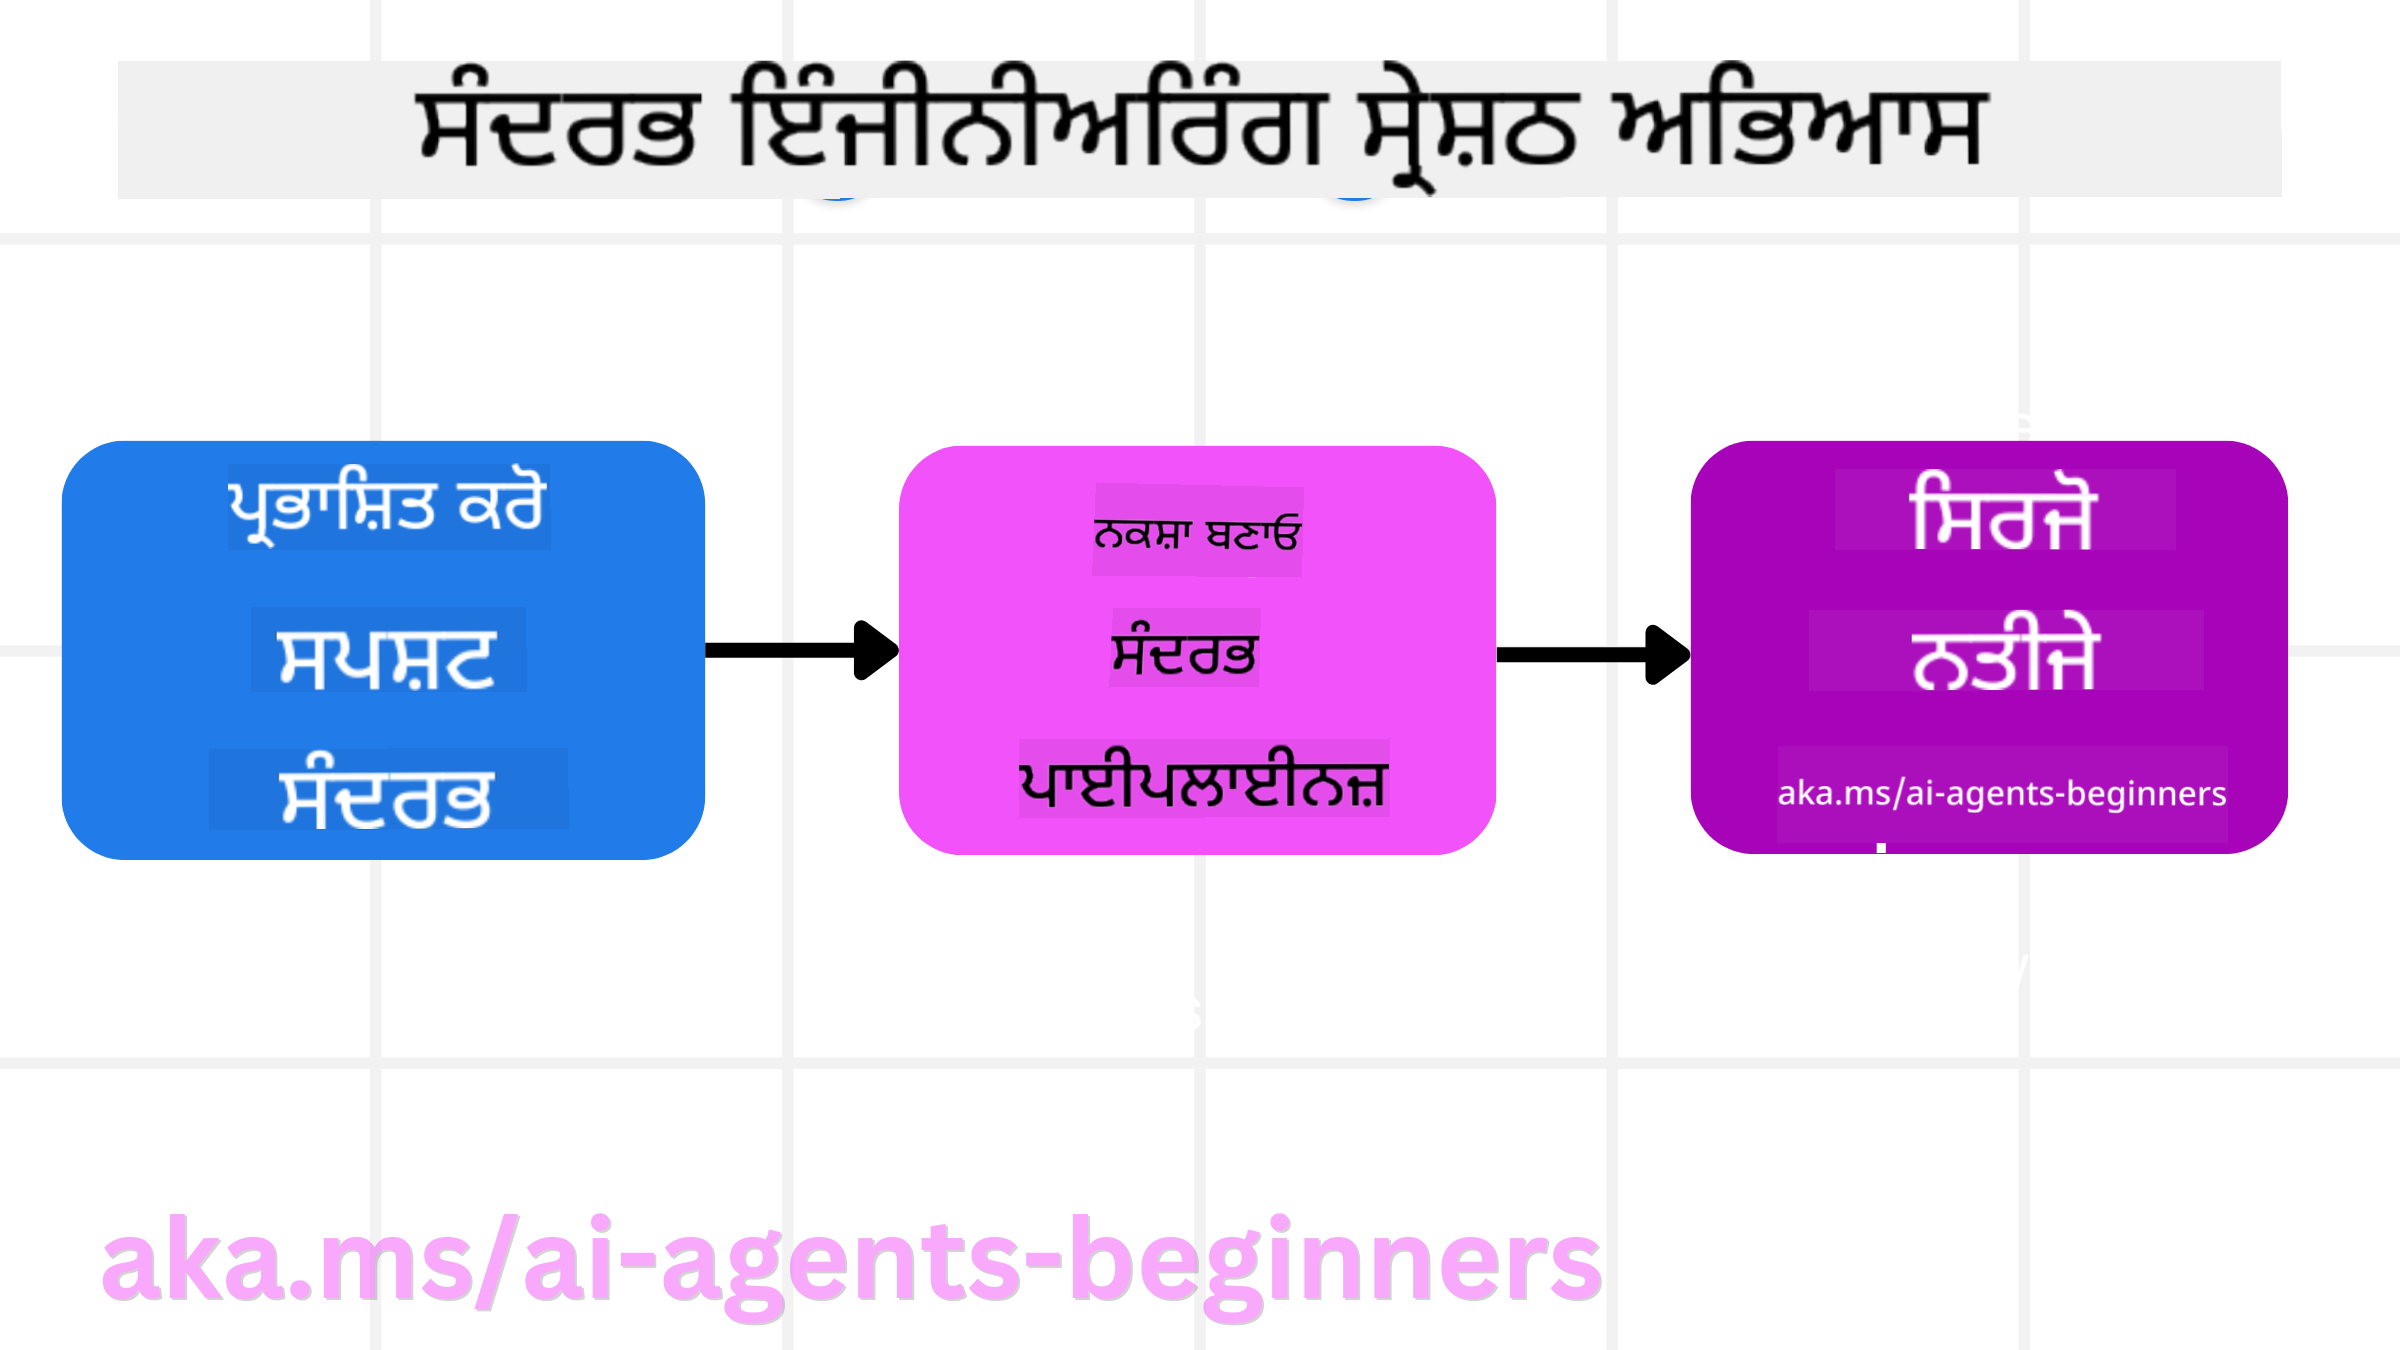 ਸੰਦਰਭ ਇੰਜੀਨੀਅਰਿੰਗ ਸ੍ਰੇਸ਼ਠ ਅਭਿਆਸ
ਪ੍ਰਭਾਸ਼ਿਤ ਕਰੋ
ਸਪਸ਼ਟ
ਸੰਦਰਭ
ਨਕਸ਼ਾ ਬਣਾਓ
ਸੰਦਰਭ
ਪਾਈਪਲਾਈਨਜ਼
ਸਿਰਜੋ
ਨਤੀਜੇ
aka.ms/ai-agents-beginners
aka.ms/ai-agents-beginners